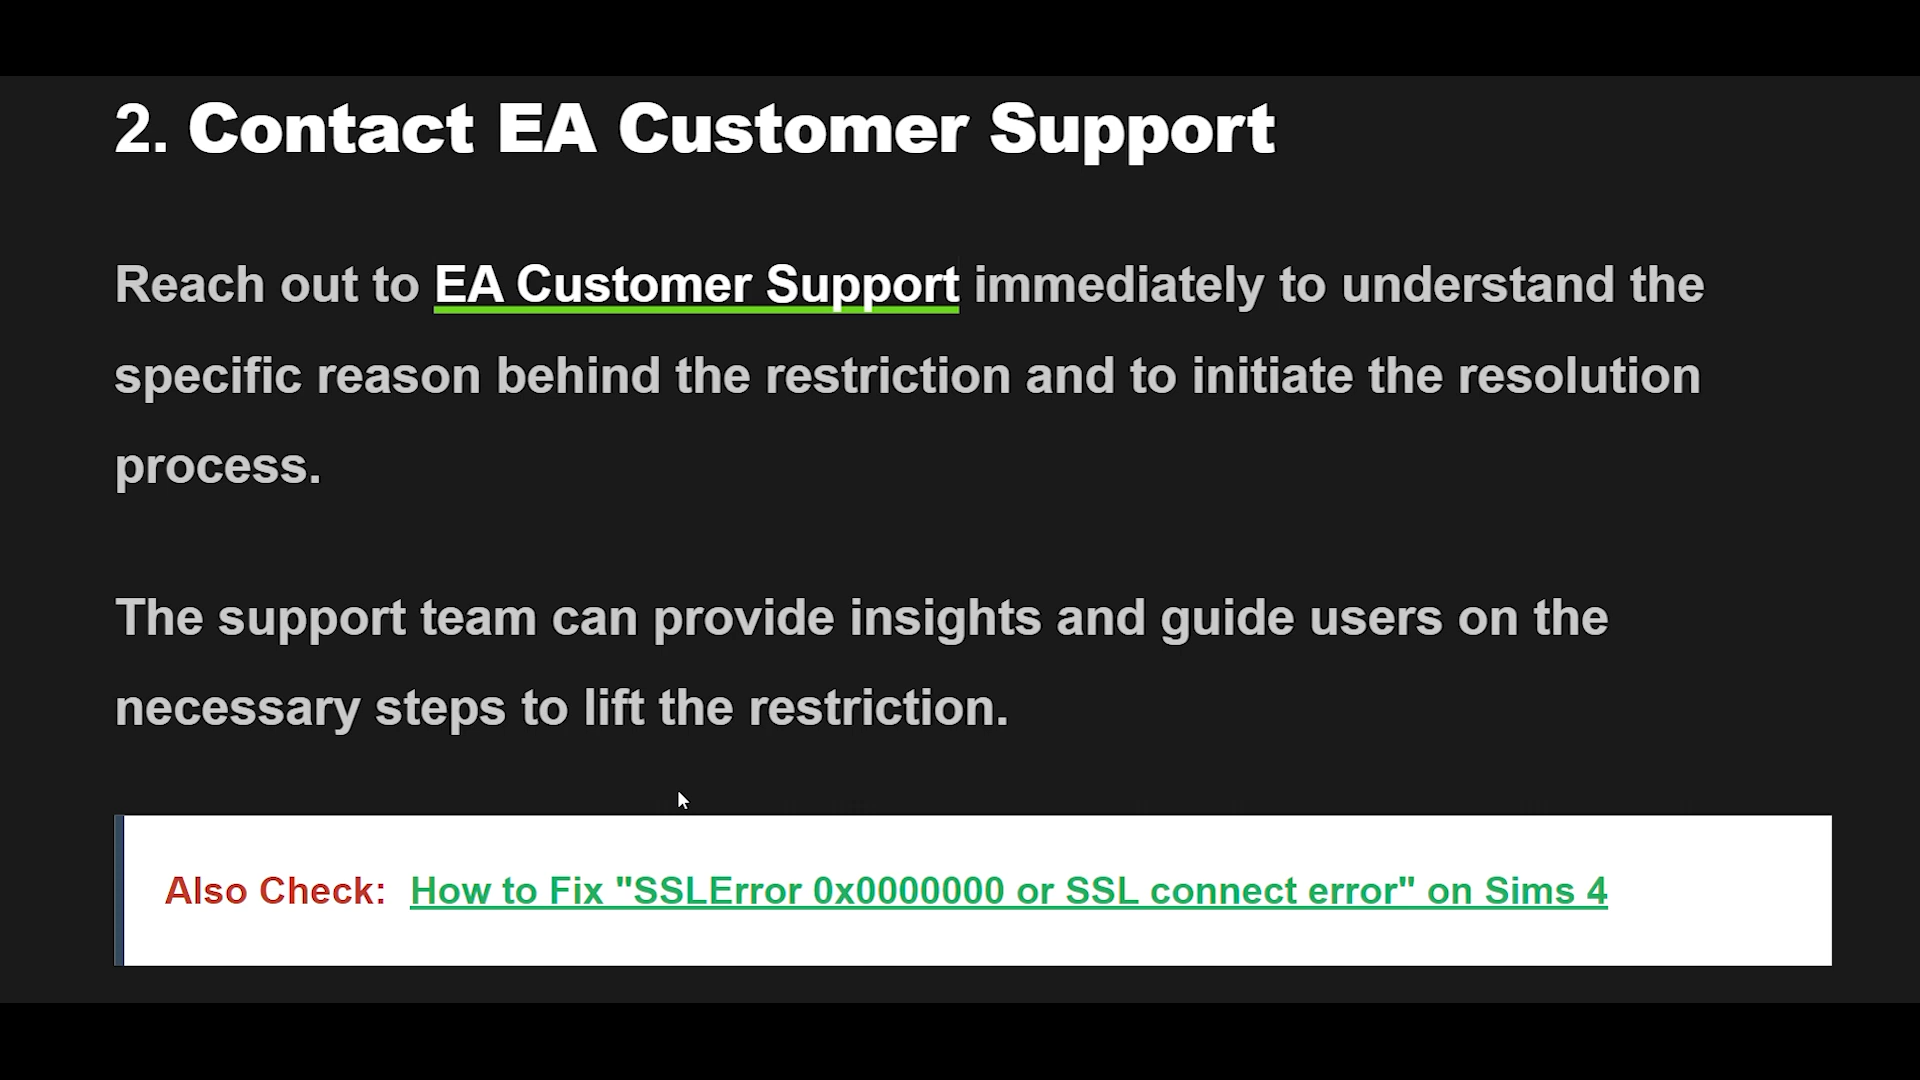 2. Contact EA Customer Support
Reach out to EA Customer Support immediately to understand the
specific reason behind the restriction and to initiate the resolution
process.
The support team can provide insights and guide users on the
necessary steps to lift the restriction.
Also Check: How to Fix "SSLError 0x0000000 or SSL connect error" on Sims 4